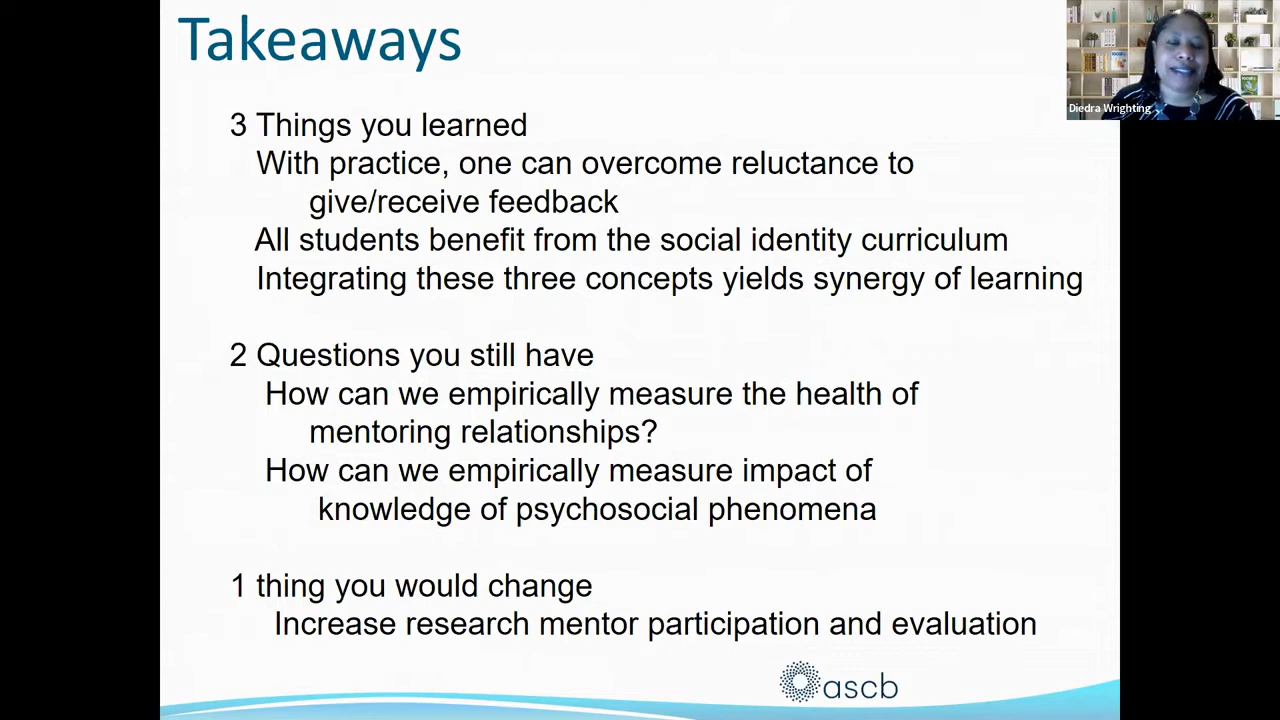 Takeaways
Diedra Wrighting
3 Things you learned
With practice, one can overcome reluctance to
give/receive feedback
All students benefit from the social identity curriculum
Integrating these three concepts yields synergy of learning
2 Questions you still have
How can we empirically measure the health of
mentoring relationships?
How can we empirically measure impact of
knowledge of psychosocial phenomena
1 thing you would change
Increase research mentor participation and evaluation
ascb